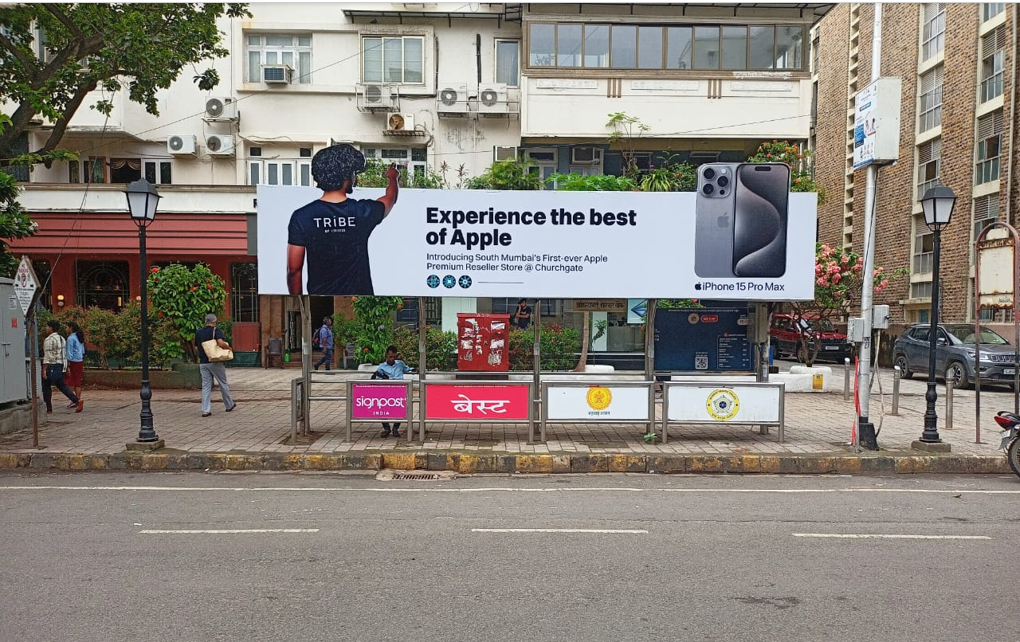 TRiBE
Experience the best
of Apple
Introducing South Mumbai's First-ever Apple
Premium Reseller Store @ Churchgate
iPhone 15 Pro Max
signpost
INDIA
बेस्ट